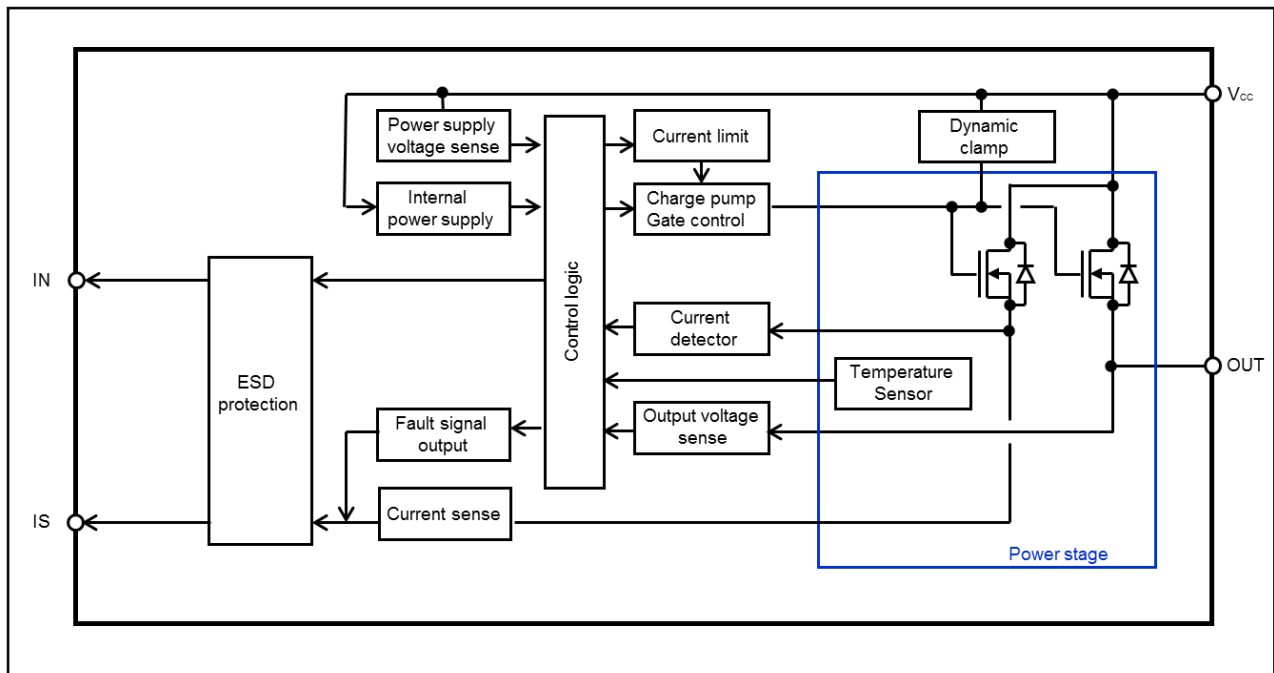 Vcc
Power supply
voltage sense
Current limit
Dynamic
clamp
Internal
power supply
Charge pump
Gate control
IN
Control logic
Current
detector
OUT
ESD
protection
Temperature
Sensor
Fault signal
output
Output voltage
sense
IS
Current sense
Power stage